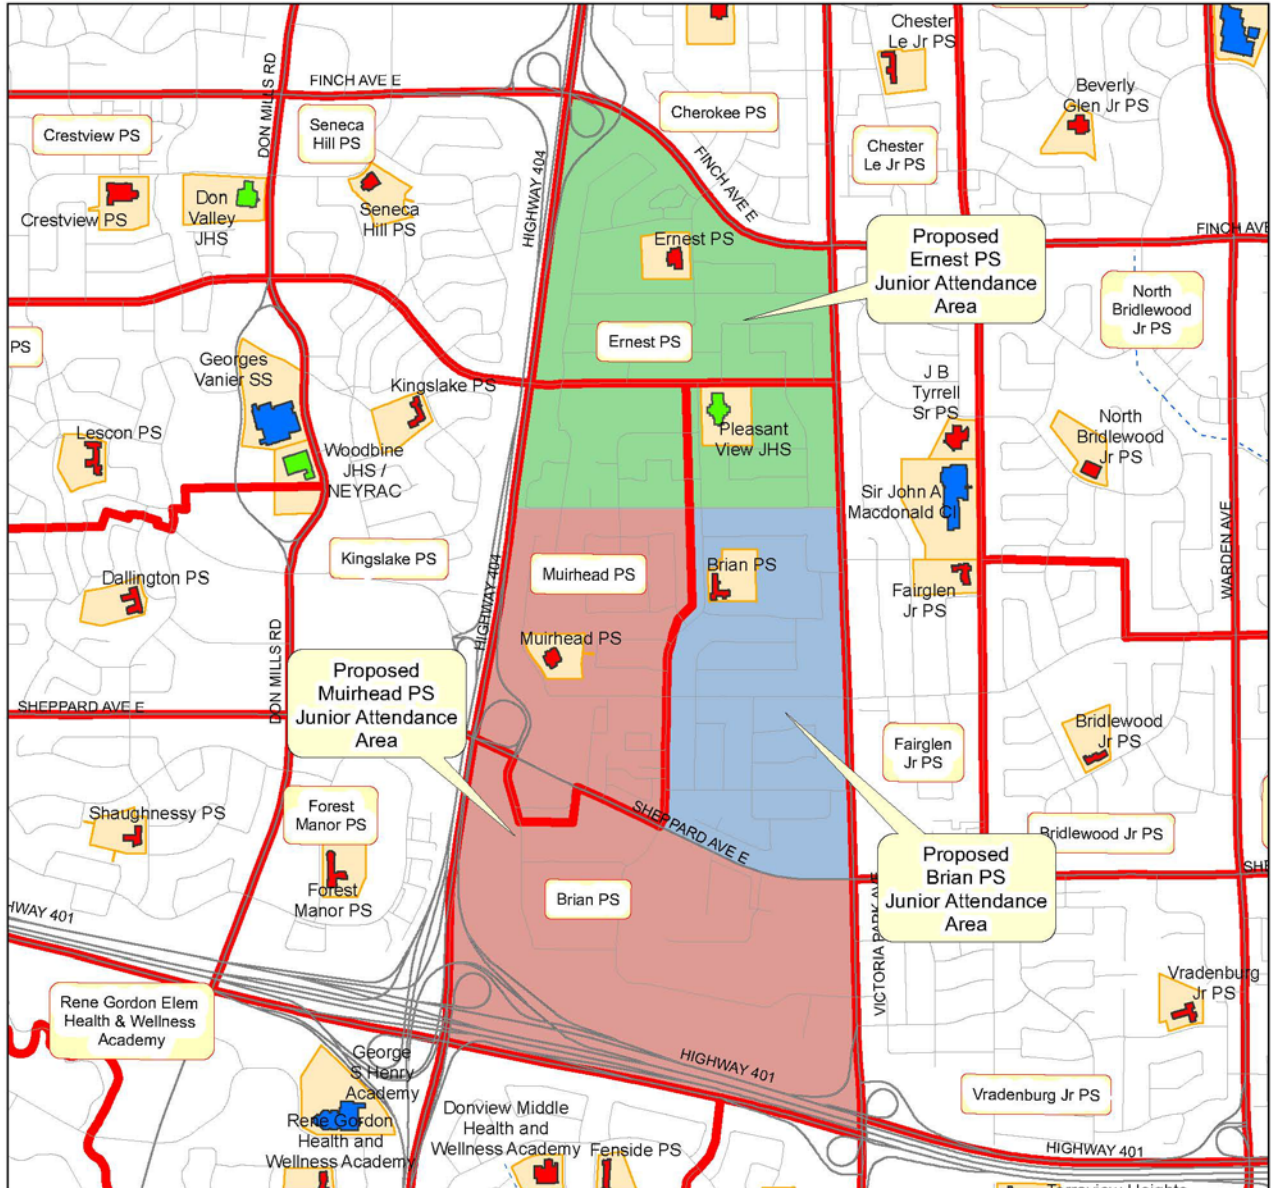 Chester
Le Jr PS
FINCH AVE E
DON MILLS RD
Crestview PS
Seneca
Hill PS
Cherokee PS
Beverly
Glen Jr PS
Chester
Le Jr PS
HIGHWAY 404
FINCH AVE E
Crestview PS
Don
Valley
JHS
Seneca
Hill PS
Ernest PS
FINCH AVE
Proposed
Ernest PS
Junior Attendance
Area
North
Bridlewood
Jr PS
PS
Ernest PS
Georges
Vanier SS
Kingslake PS
J B
Tyrrell
Sr PS
Lescon PS
Pleasant
View JHS
North
Bridlewood
Jr PS
Woodbine
JHS /
NEYRAC
Sir John A
Macdonald CI
WARDEN AVE
Kingslake PS
HIGHWAY 404
Muirhead PS
Brian PS
Dallington PS
Fairglen
Jr PS
Muirhead PS
DON MILLS RD
Proposed
Muirhead PS
Junior Attendance
Area
SHEPPARD AVE E
Bridlewood
Jr PS
Fairglen
Jr PS
Shaughnessy PS
Forest
Manor PS
SHEPPARD AVE E
Bridlewood Jr PS
Proposed
Brian PS
Junior Attendance
Area
SHE
Forest
Manor PS
Brian PS
HWAY 401
VICTORIA PARK AVE
Vradenburg
Jr PS
Rene Gordon Elem
Health & Wellness
Academy
George
S Henry
Academy
HIGHWAY 401
Vradenburg Jr PS
Rene Gordon
Health and
Wellness Academy
Donview Middle
Health and
Wellness Academy
Fenside PS
HIGHWAY 401